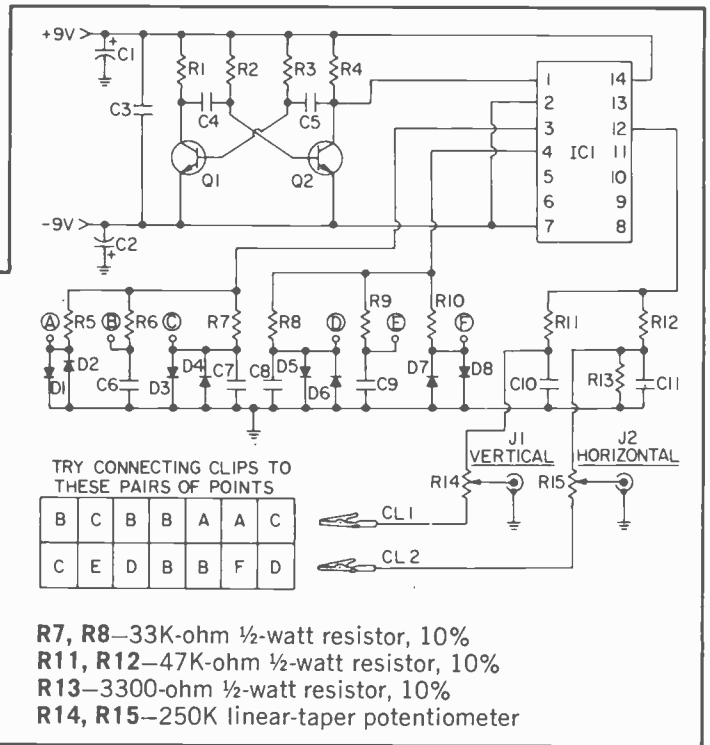 +9V
C1
R1 R2 R3 R4
C3
C4 C5
Q1 Q2
-9V
C2
1 14
2 13
3 12
4 11
IC1
5 10
6 9
7 8
A R5 B R6 C R7 R8 D R9 E R10 F R11 R12
D2 D1 C6 D3 D4 C7 C8 D5 D6 C9 D7 D8 C10 R13 C11
J1 J2
VERTICAL HORIZONTAL
R14 R15
TRY CONNECTING CLIPS TO
THESE PAIRS OF POINTS
B C B B A A C
C E D B B F D
CL1
CL2
R7, R8—33K-ohm ½-watt resistor, 10%
R11, R12—47K-ohm ½-watt resistor, 10%
R13—3300-ohm ½-watt resistor, 10%
R14, R15—250K linear-taper potentiometer